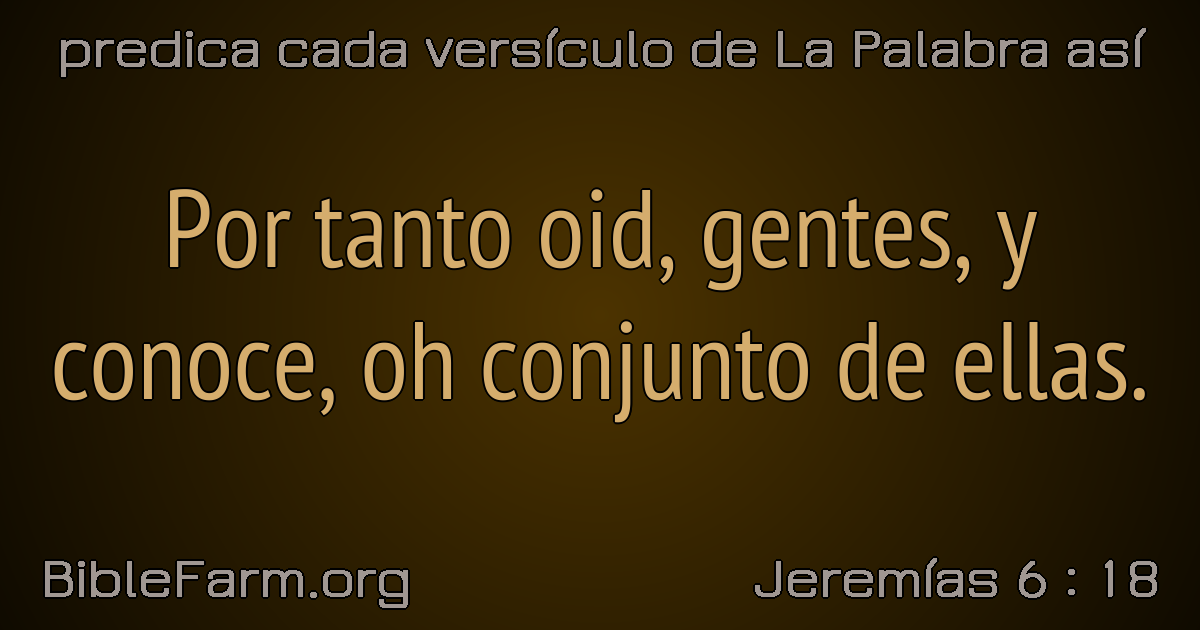 predica cada versículo de La Palabra así
Por tanto oid, gentes, y
conoce, oh conjunto de ellas.
BibleFarm.org
Jeremías 6 : 18